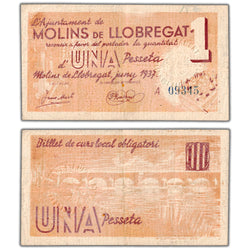 L'Ajuntament de
MOLINS DE LLOBREGAT
reconeix a favor del portador la quantitat
d'UNA Pesseta 1
Molins de Llobregat, juny 1937.
A 09345
Bitllet de curs local obligatori
UNA Pesseta